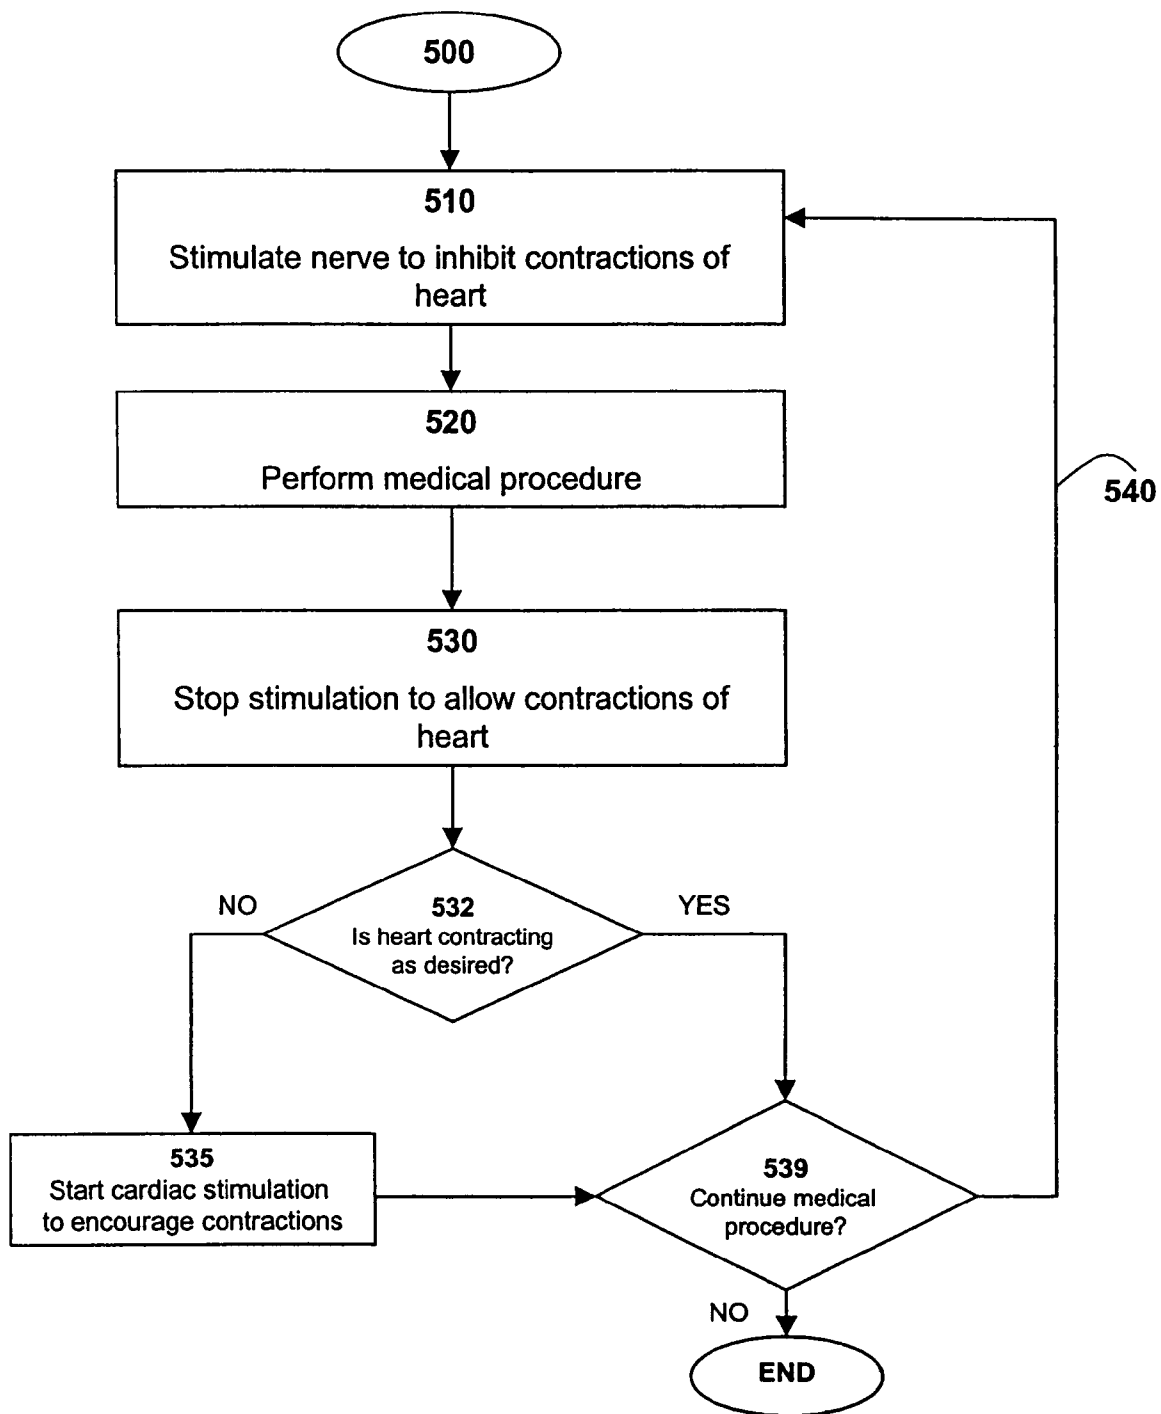 500
510
Stimulate nerve to inhibit contractions of
heart
520
Perform medical procedure
540
530
Stop stimulation to allow contractions of
heart
NO
532
Is heart contracting
as desired?
YES
535
Start cardiac stimulation
to encourage contractions
539
Continue medical
procedure?
NO
END